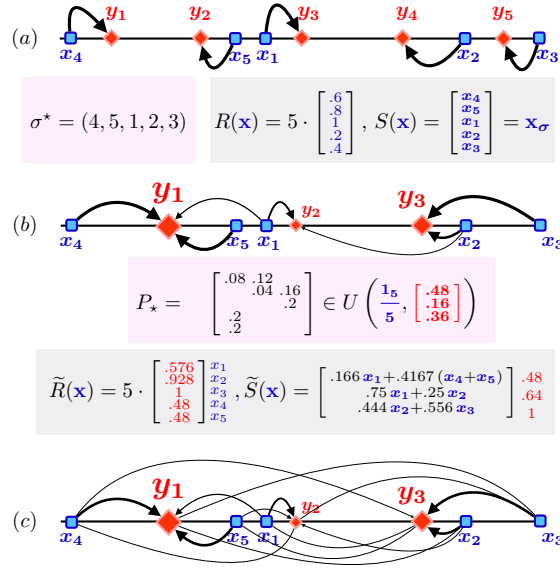 y₁ y₂ y₃ y₄ y₅
(a)
x₄ x₅ x₁ x₂ x₃
σ⋆ = (4, 5, 1, 2, 3)
R(x) = 5 · [.6 .8 1 .2 .4] , S(x) = [x₄ x₅ x₁ x₂ x₃] = x_σ
y₁ y₂ y₃
(b)
x₄ x₅ x₁ x₂ x₃
P⋆ = [.08 .12
.04 .16
.2
.2
.2] ∈ U (1₅/5, [.48 .16 .36])
R̃(x) = 5 · [.576 .928 1 .48 .48] x₁ x₂ x₃ x₄ x₅ , S̃(x) = [.166 x₁+.4167 (x₄+x₅)
.75 x₁+.25 x₂
.444 x₂+.556 x₃] .48 .64 1
y₁ y₂ y₃
(c)
x₄ x₅ x₁ x₂ x₃